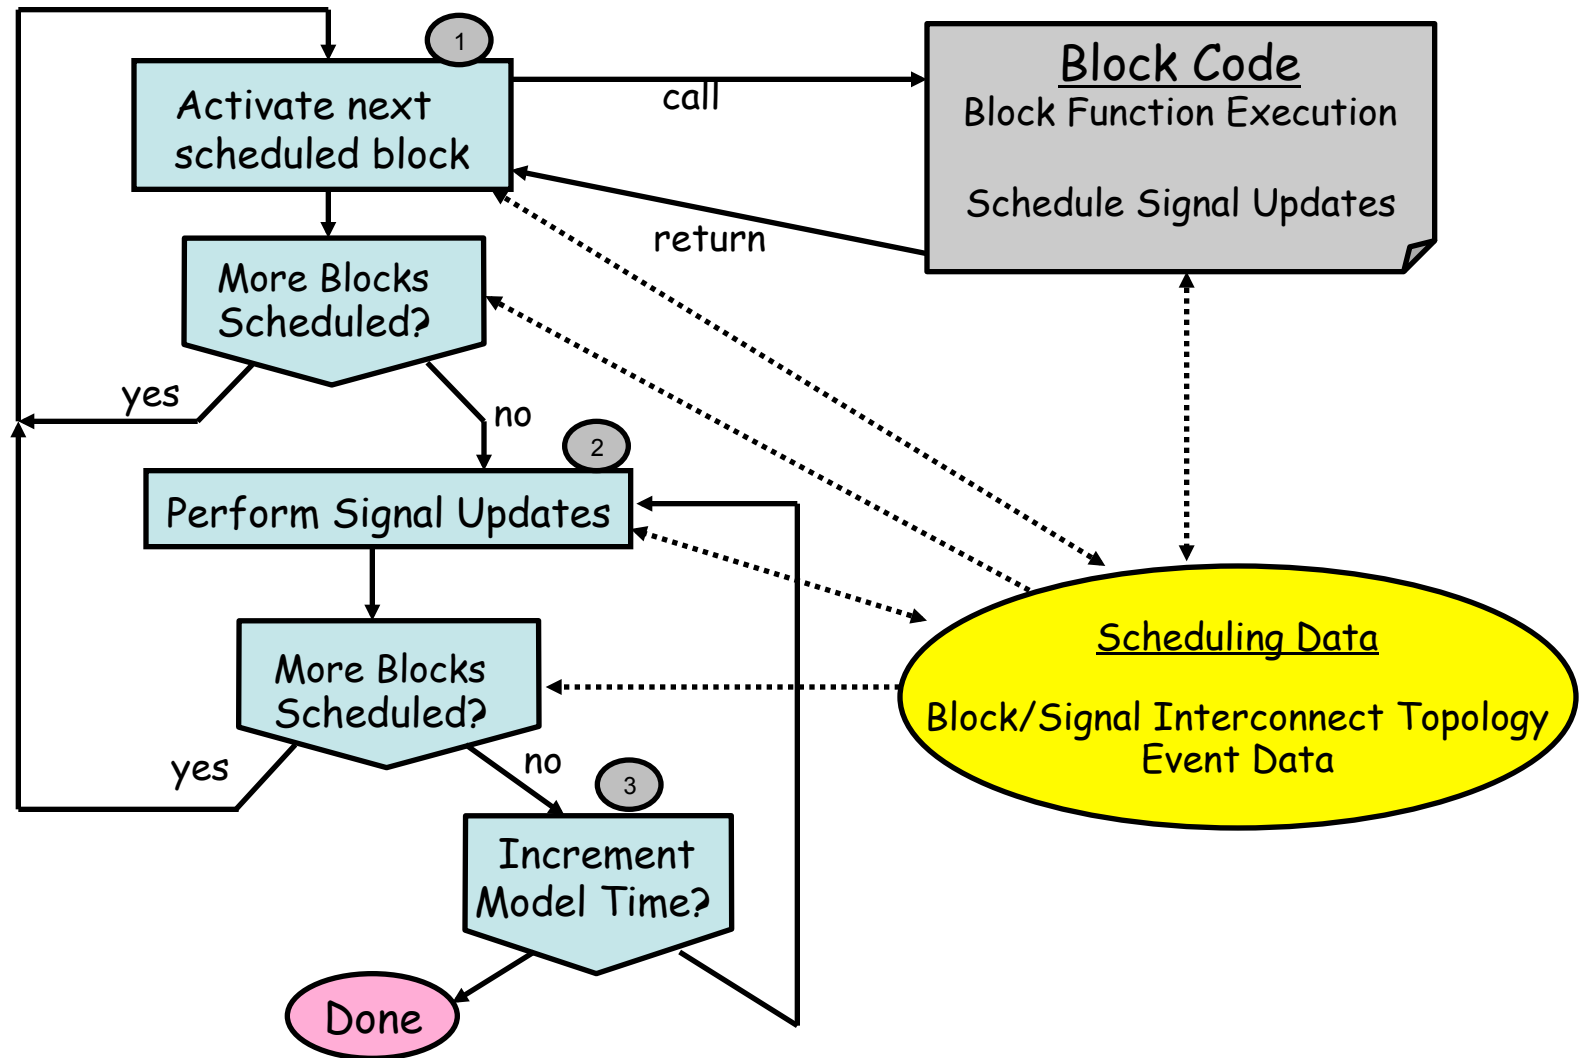 1
Activate next
scheduled block
call
Block Code
Block Function Execution
Schedule Signal Updates
return
More Blocks
Scheduled?
yes
no
2
Perform Signal Updates
More Blocks
Scheduled?
yes
no
3
Scheduling Data
Block/Signal Interconnect Topology
Event Data
Increment
Model Time?
Done